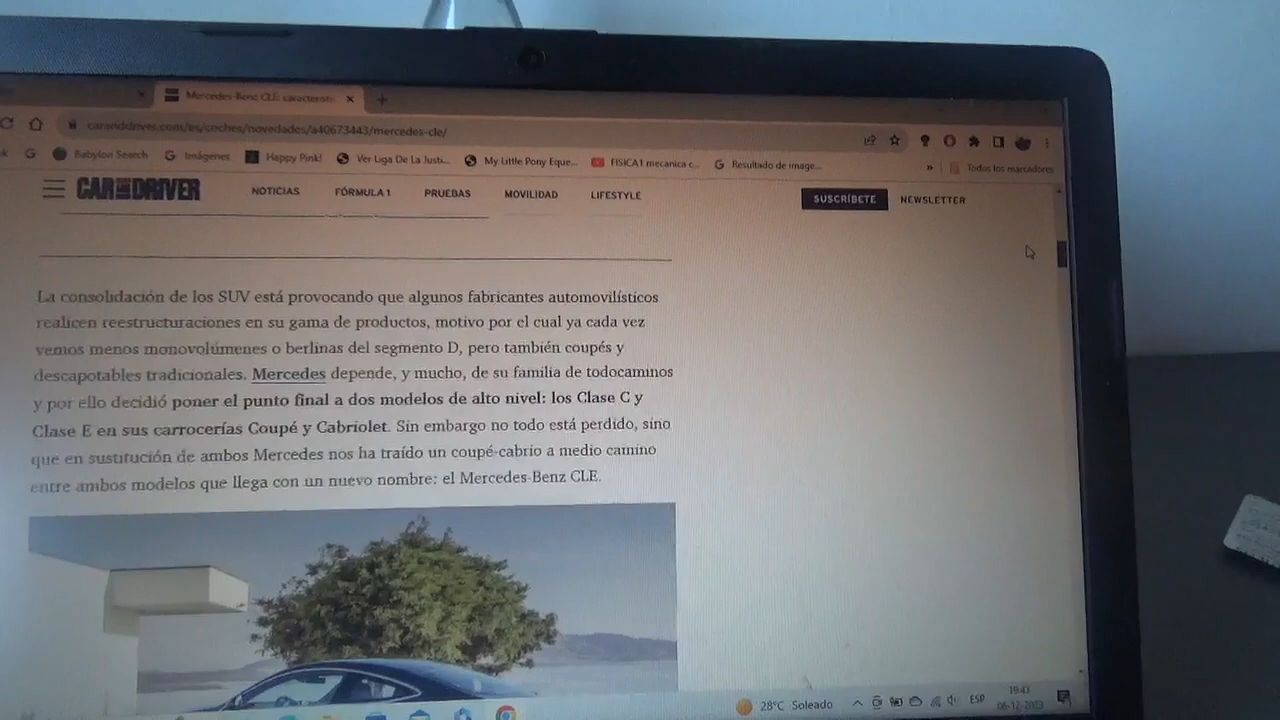 Mercedes-Benz CLE: característi
caranddriver.com/es/coches/novedades/a40673443/mercedes-cle/
Babylon Search
Imágenes
Happy Pink!
Ver Liga De La Justi...
My Little Pony Eque...
FISICA1 mecanica c...
Resultado de image...
»
Todos los marcadores
CAR AND DRIVER
NOTICIAS
FÓRMULA 1
PRUEBAS
MOVILIDAD
LIFESTYLE
SUSCRÍBETE
NEWSLETTER
La consolidación de los SUV está provocando que algunos fabricantes automovilísticos
realicen reestructuraciones en su gama de productos, motivo por el cual ya cada vez
vemos menos monovolúmenes o berlinas del segmento D, pero también coupés y
descapotables tradicionales. Mercedes depende, y mucho, de su familia de todocaminos
y por ello decidió poner el punto final a dos modelos de alto nivel: los Clase C y
Clase E en sus carrocerías Coupé y Cabriolet. Sin embargo no todo está perdido, sino
que en sustitución de ambos Mercedes nos ha traído un coupé-cabrio a medio camino
entre ambos modelos que llega con un nuevo nombre: el Mercedes-Benz CLE.
28°C Soleado
ESP
19:43
06-12-2023